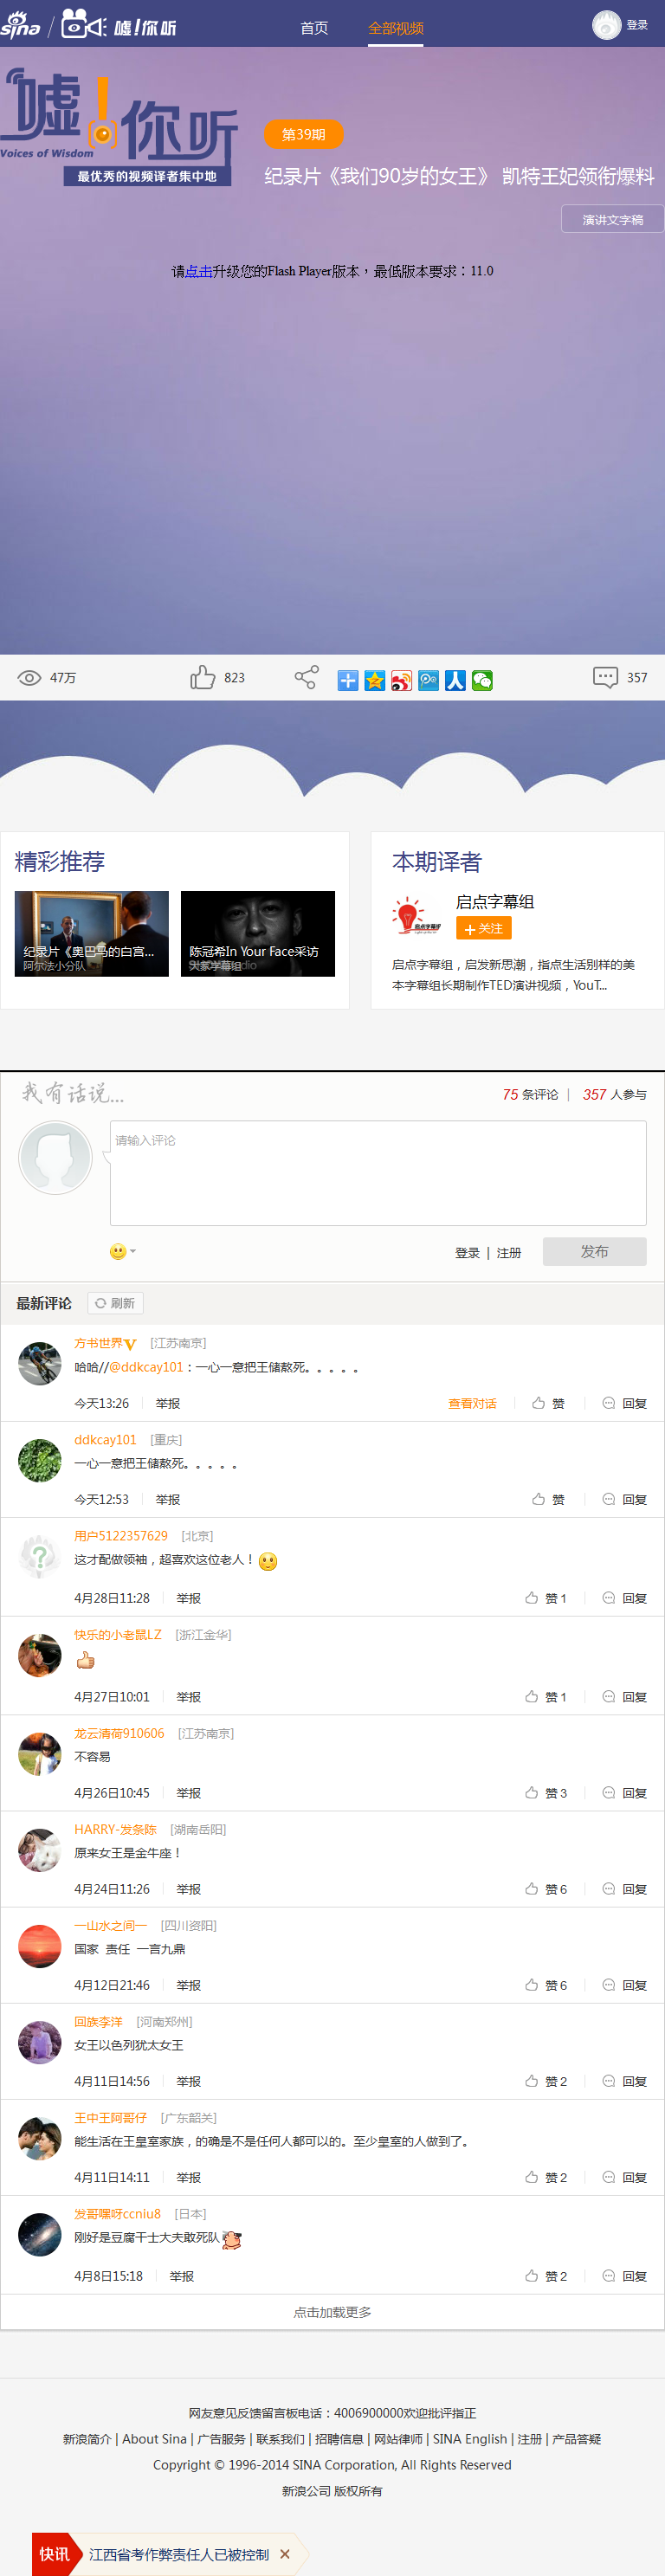 sina 嘘!你听 首页 全部视频 登录
嘘!你听
Voices of Wisdom
最优秀的视频译者集中地
第39期
纪录片《我们90岁的女王》 凯特王妃领衔爆料
演讲文字稿
请点击升级您的Flash Player版本，最低版本要求：11.0
47万 823 357
精彩推荐
纪录片《奥巴马的白宫...
阿尔法小分队
陈冠希In Your Face采访
大家字幕组
本期译者
启点字幕组
启点字幕组
+ 关注
启点字幕组，启发新思潮，指点生活别样的美
本字幕组长期制作TED演讲视频，YouT...
我有话说...
75 条评论 | 357 人参与
请输入评论
登录 | 注册 发布
最新评论 刷新
方书世界V [江苏南京]
哈哈//@ddkcay101：一心一意把王储熬死。。。。。
今天13:26 举报 查看对话 赞 回复
ddkcay101 [重庆]
一心一意把王储熬死。。。。。
今天12:53 举报 赞 回复
用户5122357629 [北京]
这才配做领袖，超喜欢这位老人！
4月28日11:28 举报 赞 1 回复
快乐的小老鼠LZ [浙江金华]
4月27日10:01 举报 赞 1 回复
龙云清荷910606 [江苏南京]
不容易
4月26日10:45 举报 赞 3 回复
HARRY-发条陈 [湖南岳阳]
原来女王是金牛座！
4月24日11:26 举报 赞 6 回复
一山水之间一 [四川资阳]
国家 责任 一言九鼎
4月12日21:46 举报 赞 6 回复
回族李洋 [河南郑州]
女王以色列犹太女王
4月11日14:56 举报 赞 2 回复
王中王阿哥仔 [广东韶关]
能生活在王皇室家族，的确是不是任何人都可以的。至少皇室的人做到了。
4月11日14:11 举报 赞 2 回复
发哥嘿呀ccniu8 [日本]
刚好是豆腐干士大夫敢死队
4月8日15:18 举报 赞 2 回复
点击加载更多
网友意见反馈留言板电话：4006900000欢迎批评指正
新浪简介 | About Sina | 广告服务 | 联系我们 | 招聘信息 | 网站律师 | SINA English | 注册 | 产品答疑
Copyright © 1996-2014 SINA Corporation, All Rights Reserved
新浪公司 版权所有
快讯 江西省考作弊责任人已被控制 ×